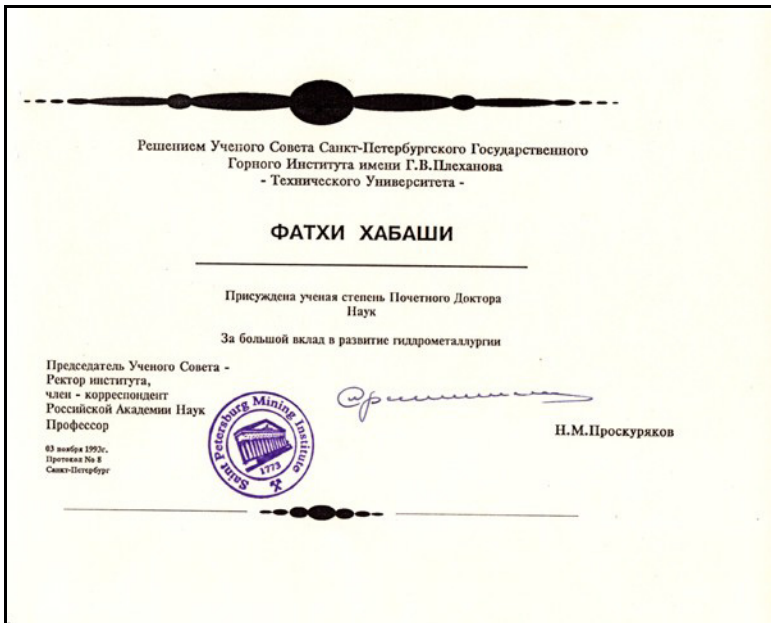 Решением Ученого Совета Санкт-Петербургского Государственного
Горного Института имени Г.В.Плеханова
- Технического Университета -
ФАТХИ ХАБАШИ
Присуждена ученая степень Почетного Доктора
Наук
За большой вклад в развитие гидрометаллургии
Председатель Ученого Совета -
Ректор института,
член - корреспондент
Российской Академии Наук
Профессор
Н.М.Проскуряков
03 ноября 1993г.
Протокол No 8
Санкт-Петербург
Saint Petersburg Mining Institute
1773